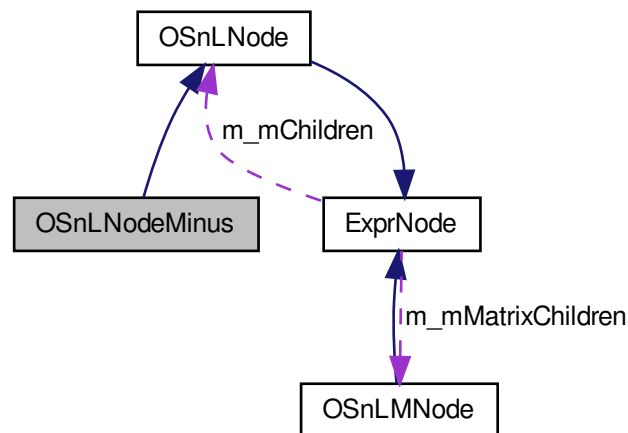 OSnLNode
m_mChildren
OSnLNodeMinus
ExprNode
m_mMatrixChildren
OSnLMNode